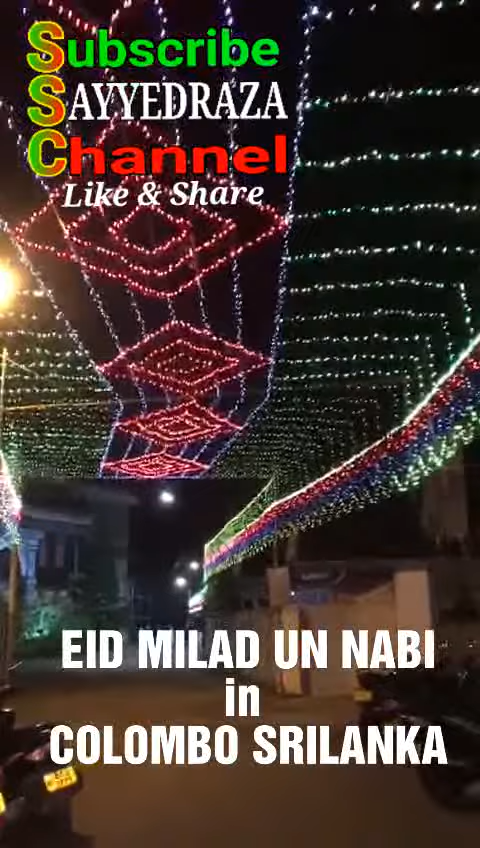 Subscribe
SAYYEDRAZA
Channel
Like & Share
EID MILAD UN NABI
in
COLOMBO SRILANKA